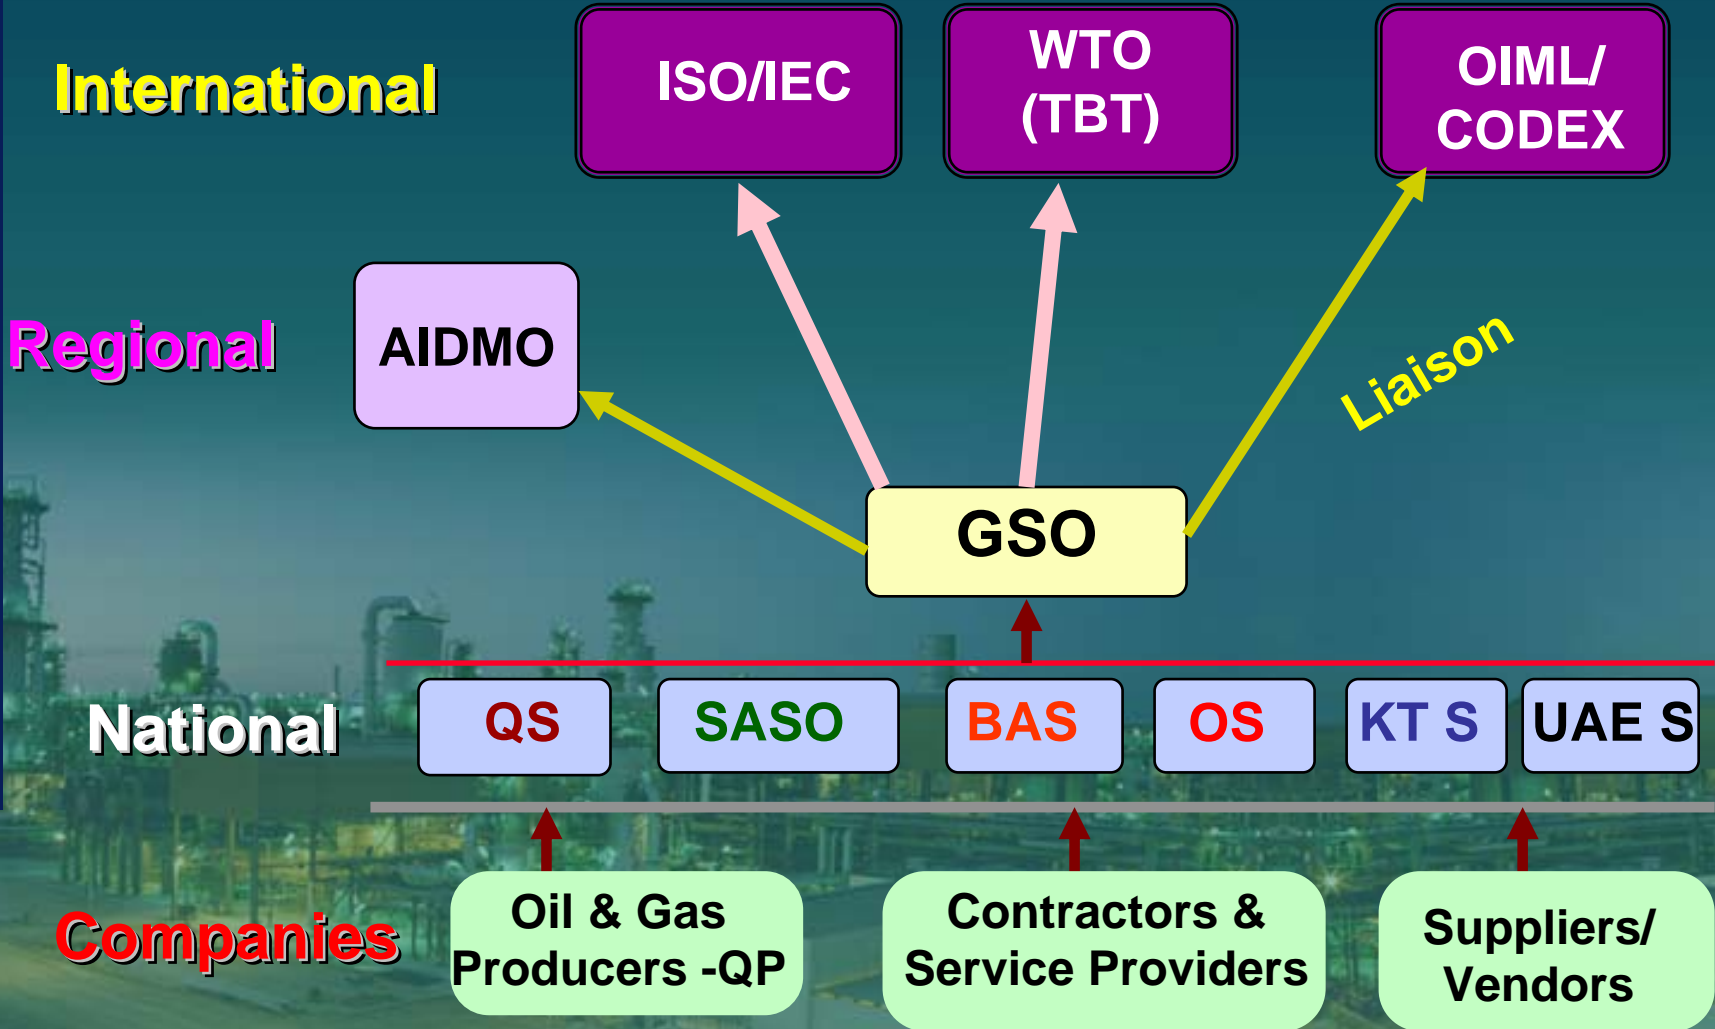 International
ISO/IEC
WTO
(TBT)
OIML/
CODEX
Regional
AIDMO
Liaison
GSO
National
QS
SASO
BAS
OS
KT S
UAE S
Companies
Oil & Gas
Producers -QP
Contractors &
Service Providers
Suppliers/
Vendors